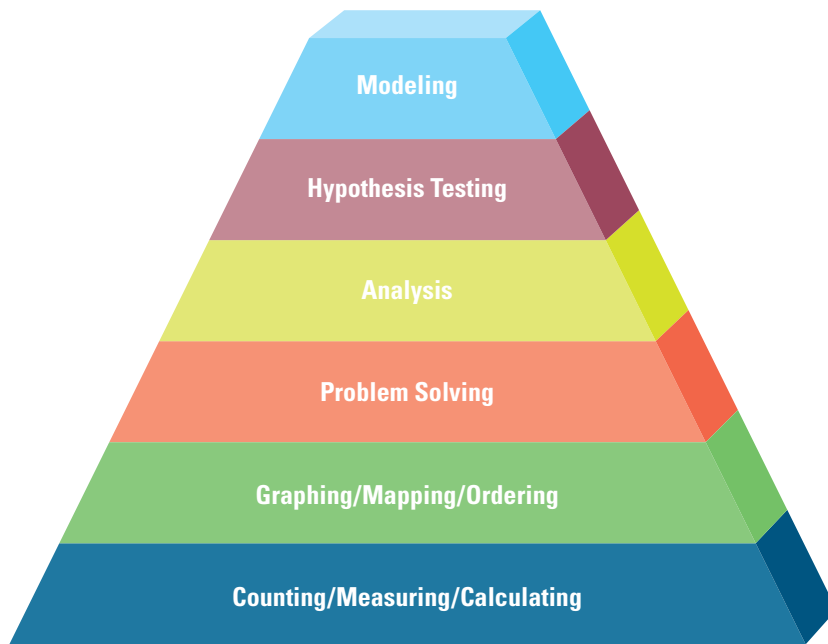 Modeling
Hypothesis Testing
Analysis
Problem Solving
Graphing/Mapping/Ordering
Counting/Measuring/Calculating